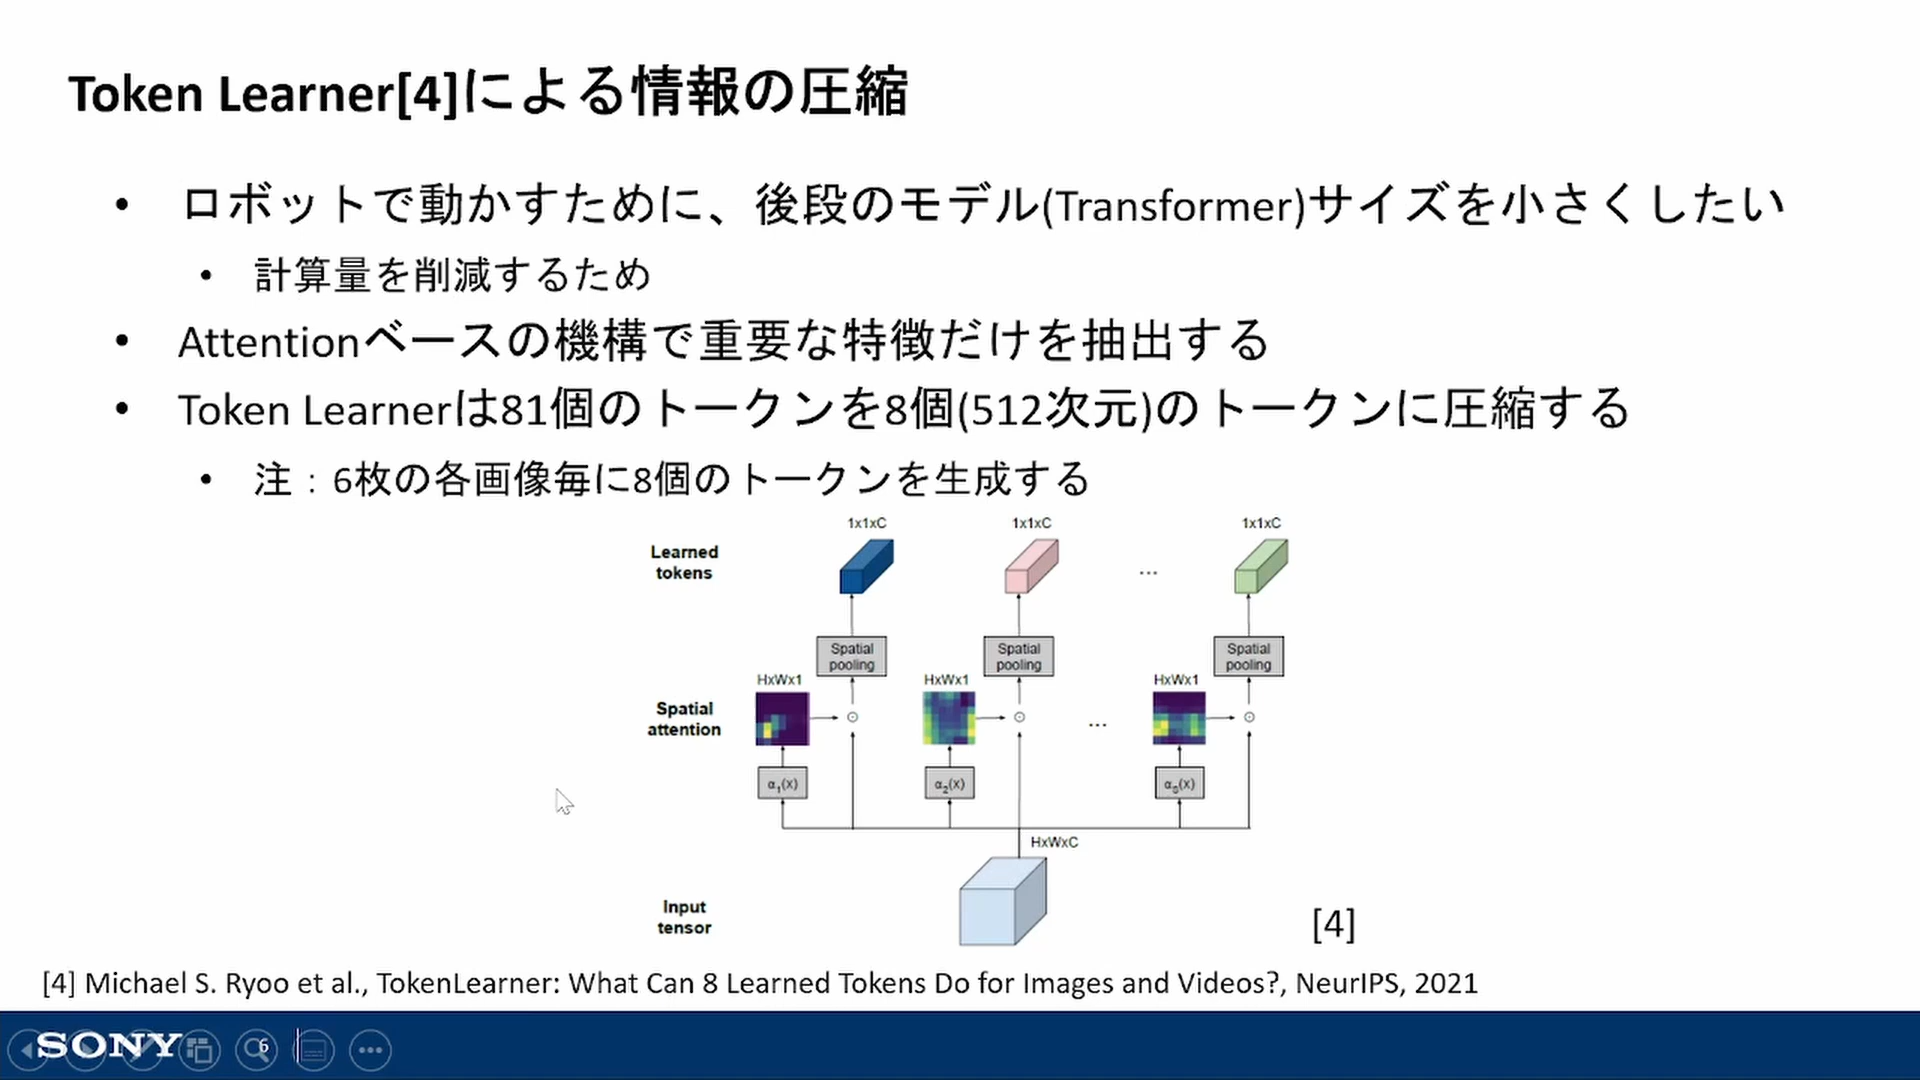 Token Learner[4]による情報の圧縮
• ロボットで動かすために、後段のモデル(Transformer)サイズを小さくしたい
• 計算量を削減するため
• Attentionベースの機構で重要な特徴だけを抽出する
• Token Learnerは81個のトークンを8個(512次元)のトークンに圧縮する
• 注：6枚の各画像毎に8個のトークンを生成する
1x1xC 1x1xC 1x1xC
Learned
tokens
...
Spatial
pooling
Spatial
pooling
Spatial
pooling
HxWx1 HxWx1 HxWx1
Spatial
attention
...
α1(x) α2(x) αs(x)
HxWxC
Input
tensor
[4]
[4] Michael S. Ryoo et al., TokenLearner: What Can 8 Learned Tokens Do for Images and Videos?, NeurIPS, 2021
SONY 6